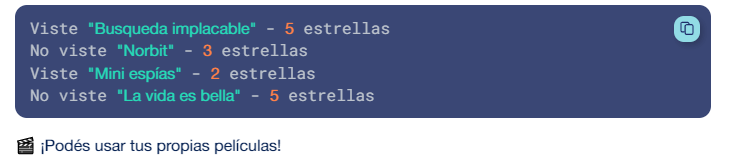 Viste "Busqueda implacable" - 5 estrellas
No viste "Norbit" - 3 estrellas
Viste "Mini espías" - 2 estrellas
No viste "La vida es bella" - 5 estrellas
🎬 ¡Podés usar tus propias películas!